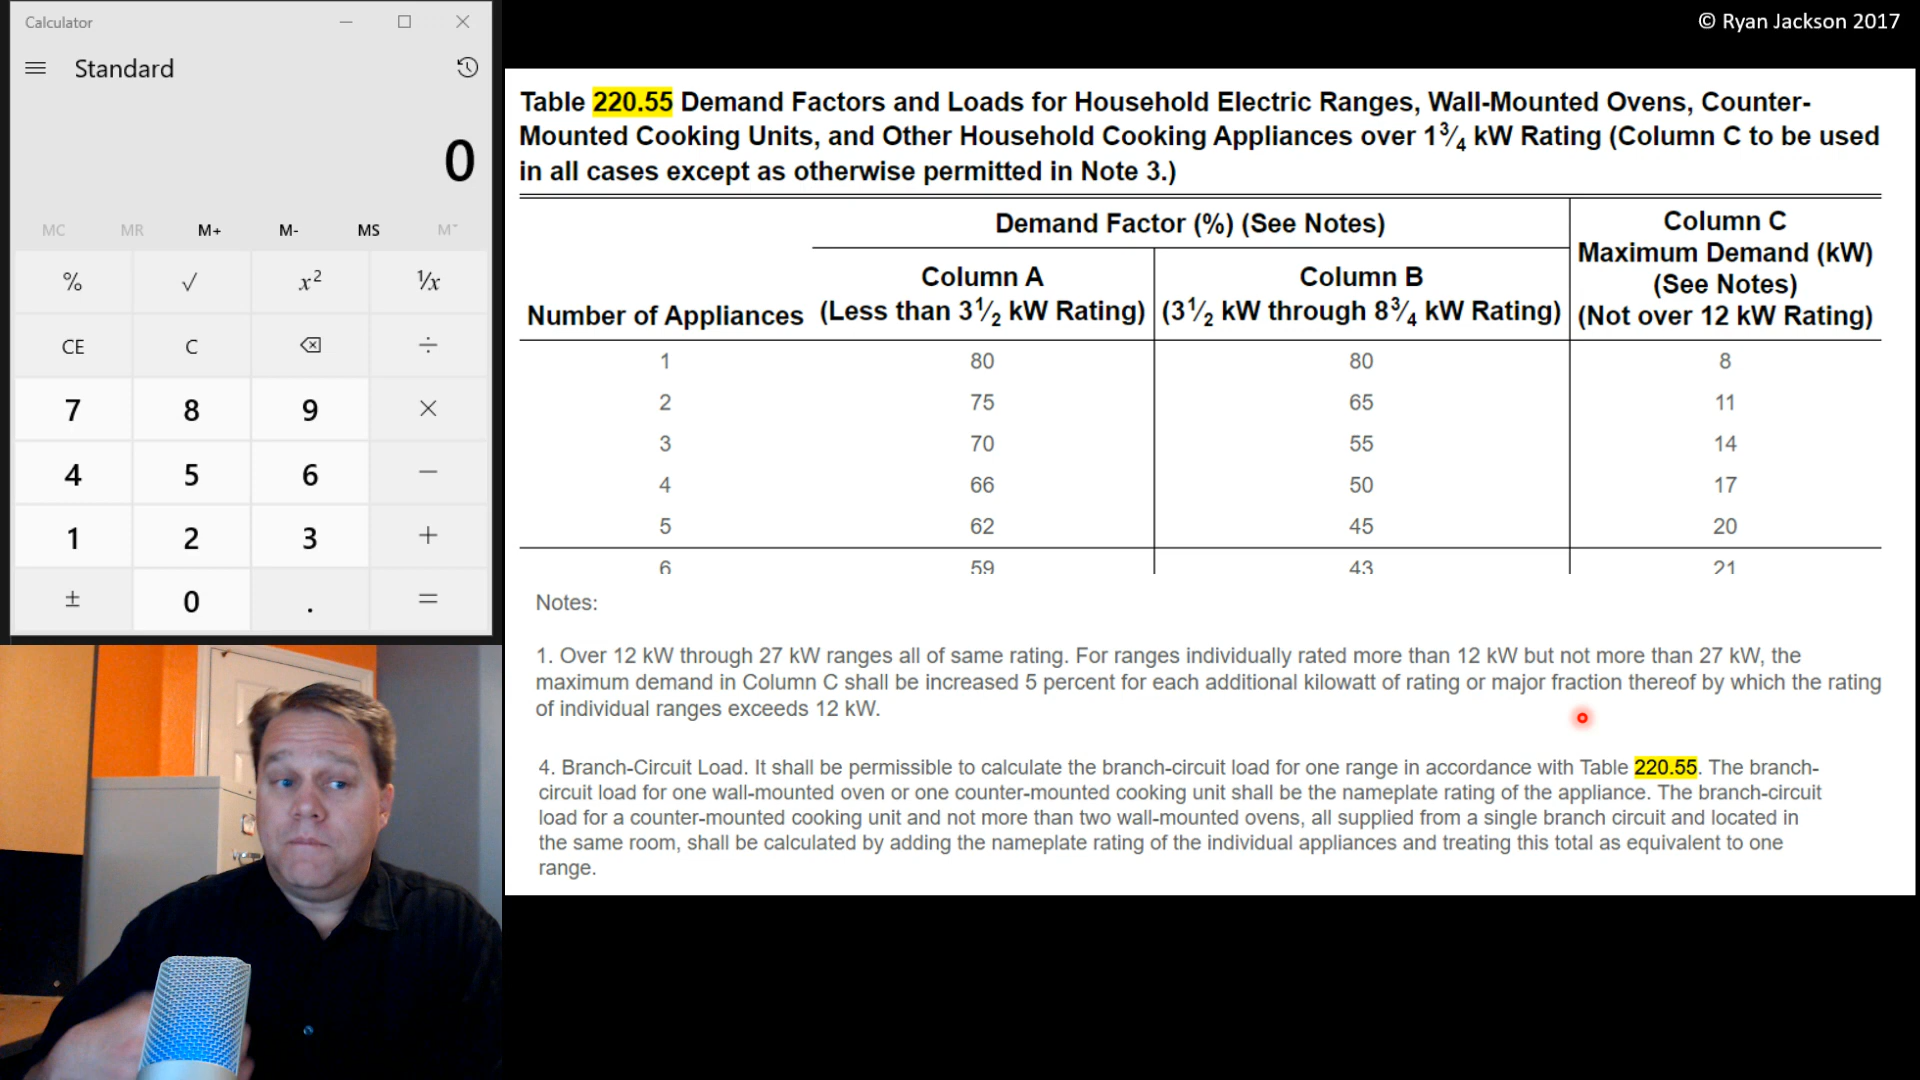 Calculator
Standard
0
MC MR M+ M- MS M˅
% √ x² ¹/x
CE C ÷
7 8 9 ×
4 5 6 −
1 2 3 +
± 0 . =
© Ryan Jackson 2017
Table 220.55 Demand Factors and Loads for Household Electric Ranges, Wall-Mounted Ovens, Counter-
Mounted Cooking Units, and Other Household Cooking Appliances over 1 3/4 kW Rating (Column C to be used
in all cases except as otherwise permitted in Note 3.)
Demand Factor (%) (See Notes)
Column C
Maximum Demand (kW)
(See Notes)
(Not over 12 kW Rating)
Column A
(Less than 3 1/2 kW Rating)
Column B
(3 1/2 kW through 8 3/4 kW Rating)
Number of Appliances
1 80 80 8
2 75 65 11
3 70 55 14
4 66 50 17
5 62 45 20
6 59 43 21
Notes:
1. Over 12 kW through 27 kW ranges all of same rating. For ranges individually rated more than 12 kW but not more than 27 kW, the
maximum demand in Column C shall be increased 5 percent for each additional kilowatt of rating or major fraction thereof by which the rating
of individual ranges exceeds 12 kW.
4. Branch-Circuit Load. It shall be permissible to calculate the branch-circuit load for one range in accordance with Table 220.55. The branch-
circuit load for one wall-mounted oven or one counter-mounted cooking unit shall be the nameplate rating of the appliance. The branch-circuit
load for a counter-mounted cooking unit and not more than two wall-mounted ovens, all supplied from a single branch circuit and located in
the same room, shall be calculated by adding the nameplate rating of the individual appliances and treating this total as equivalent to one
range.